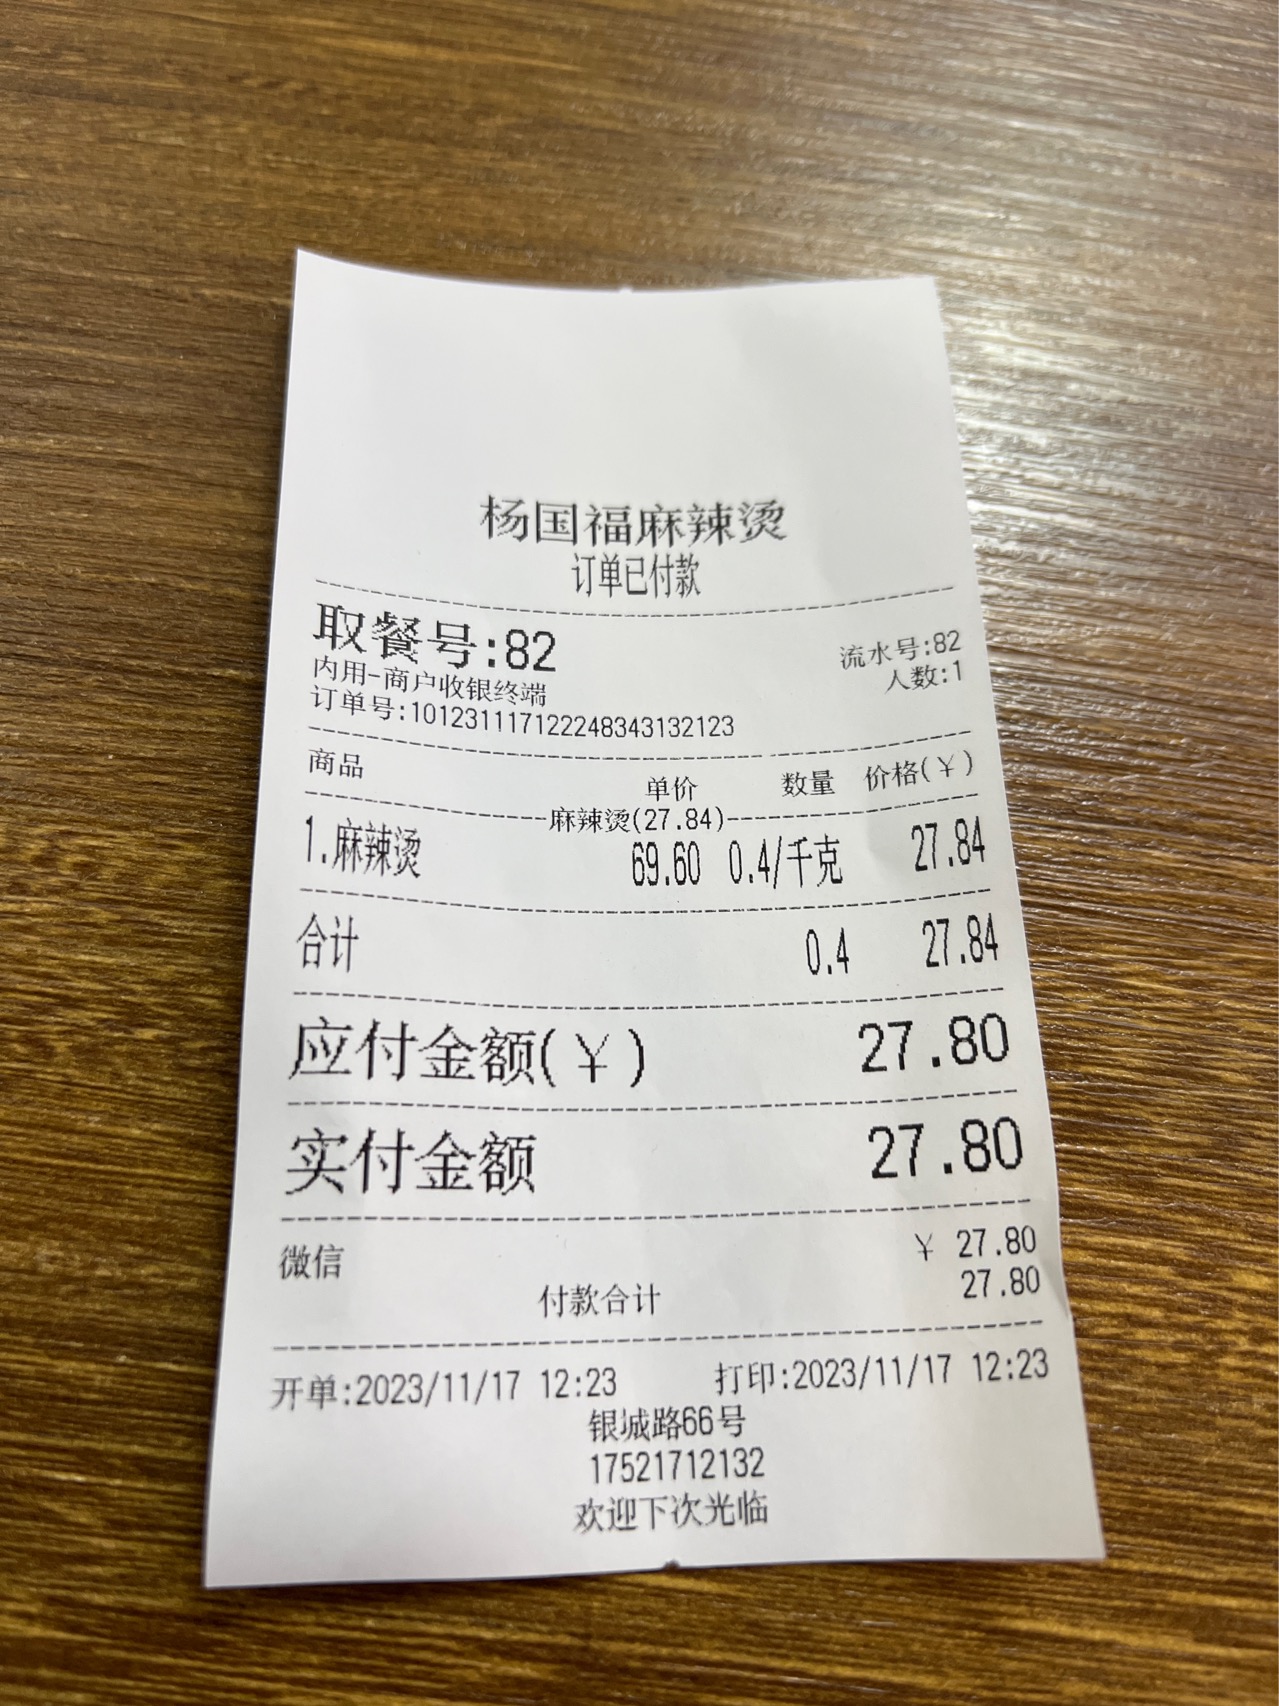 杨国福麻辣烫
订单已付款
取餐号:82 流水号:82
内用-商户收银终端 人数:1
订单号:101231117122248343132123
商品 单价 数量 价格(￥)
麻辣烫(27.84)
1.麻辣烫 69.60 0.4/千克 27.84
合计 0.4 27.84
应付金额(￥) 27.80
实付金额 27.80
微信 ￥ 27.80
付款合计 27.80
开单:2023/11/17 12:23 打印:2023/11/17 12:23
银城路66号
17521712132
欢迎下次光临